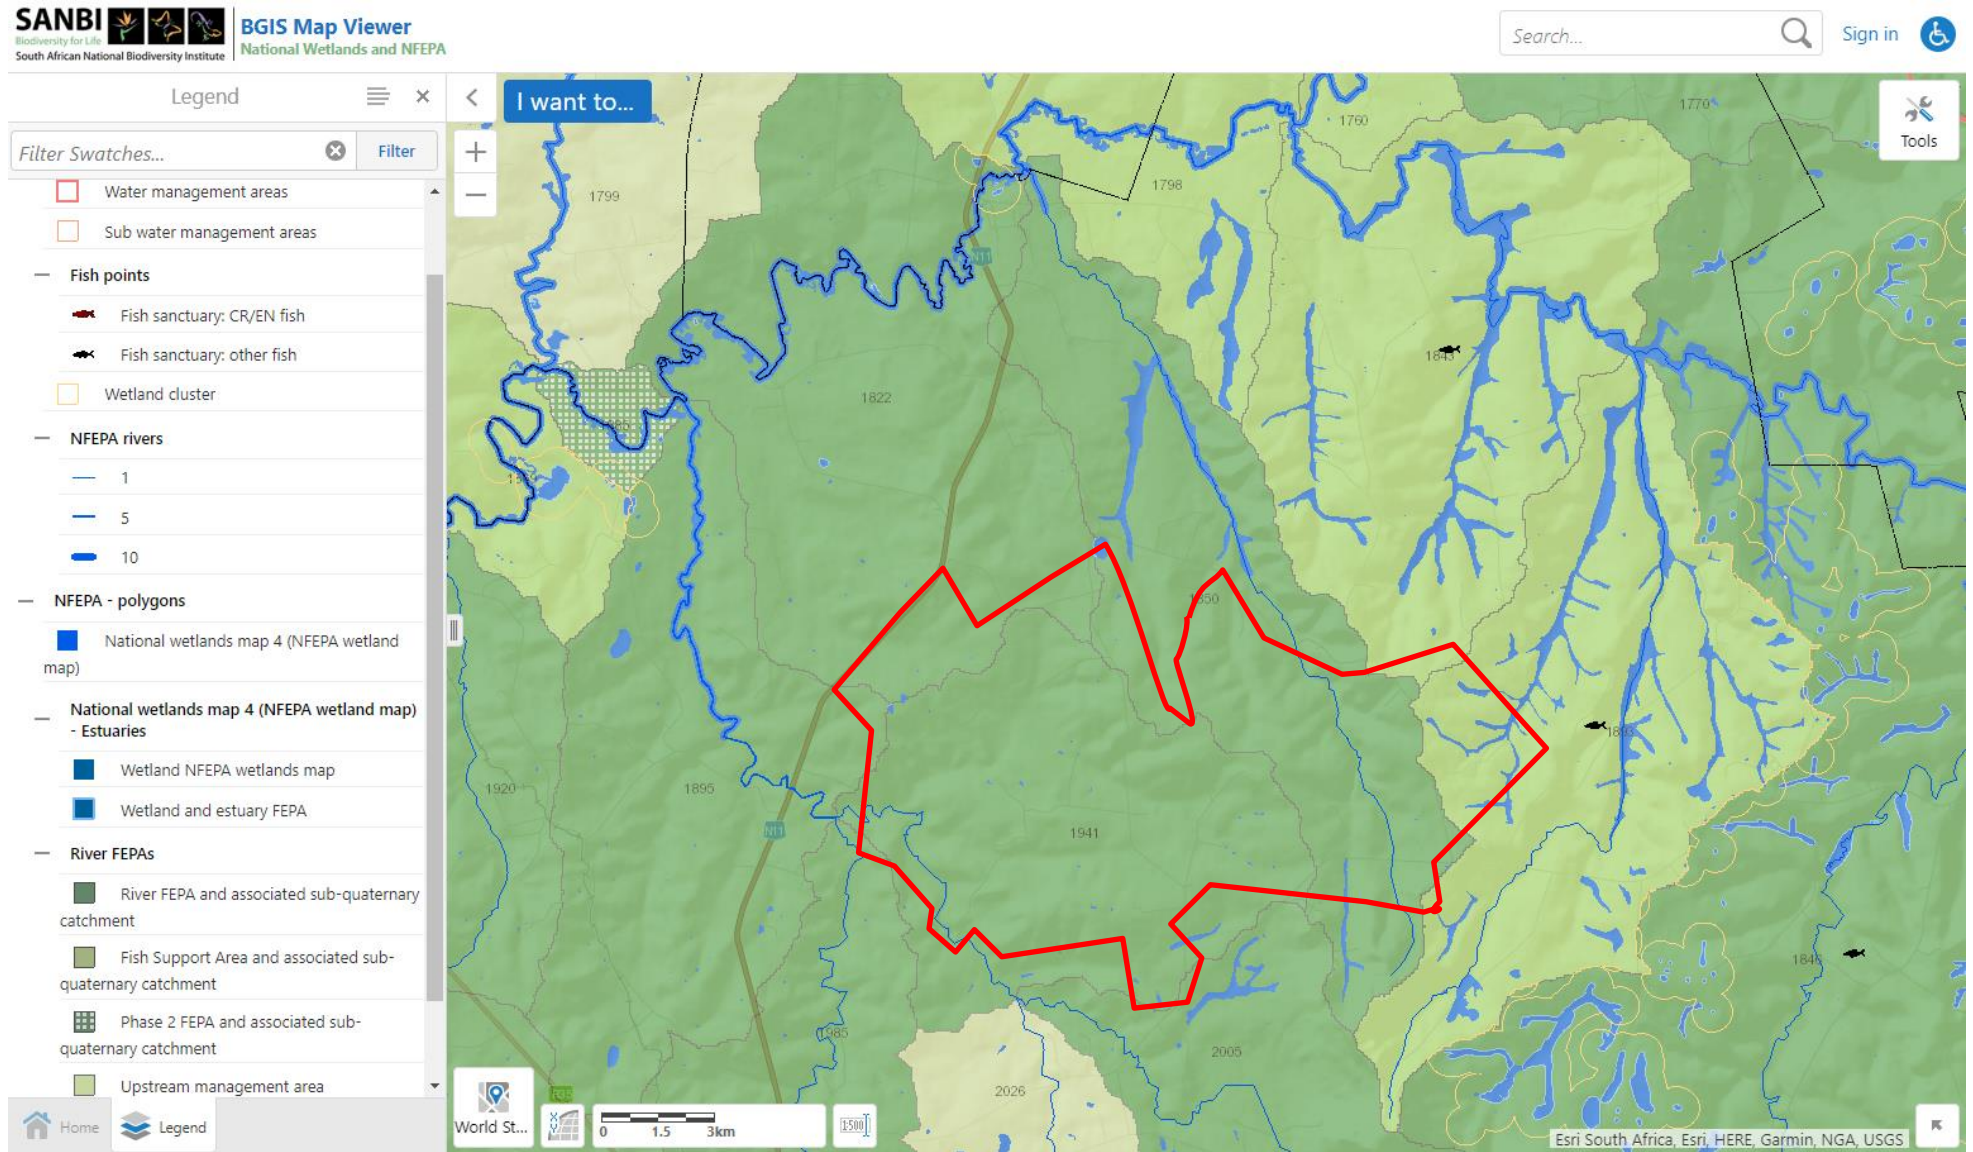 SANBI
Biodiversity for Life
South African National Biodiversity Institute
BGIS Map Viewer
National Wetlands and NFEPA
Search...
Sign in
Legend
I want to...
Tools
Filter Swatches...
Filter
Water management areas
Sub water management areas
Fish points
Fish sanctuary: CR/EN fish
Fish sanctuary: other fish
Wetland cluster
NFEPA rivers
1
5
10
NFEPA - polygons
National wetlands map 4 (NFEPA wetland
map)
National wetlands map 4 (NFEPA wetland map)
- Estuaries
Wetland NFEPA wetlands map
Wetland and estuary FEPA
River FEPAs
River FEPA and associated sub-quaternary
catchment
Fish Support Area and associated sub-
quaternary catchment
Phase 2 FEPA and associated sub-
quaternary catchment
Upstream management area
Home
Legend
1770
1760
1798
1799
N11
1843
1822
1850
1893
1920
1895
N11
1941
1846
1985
2005
2026
World St...
X
Y
0 1.5 3km
1:500
Esri South Africa, Esri, HERE, Garmin, NGA, USGS